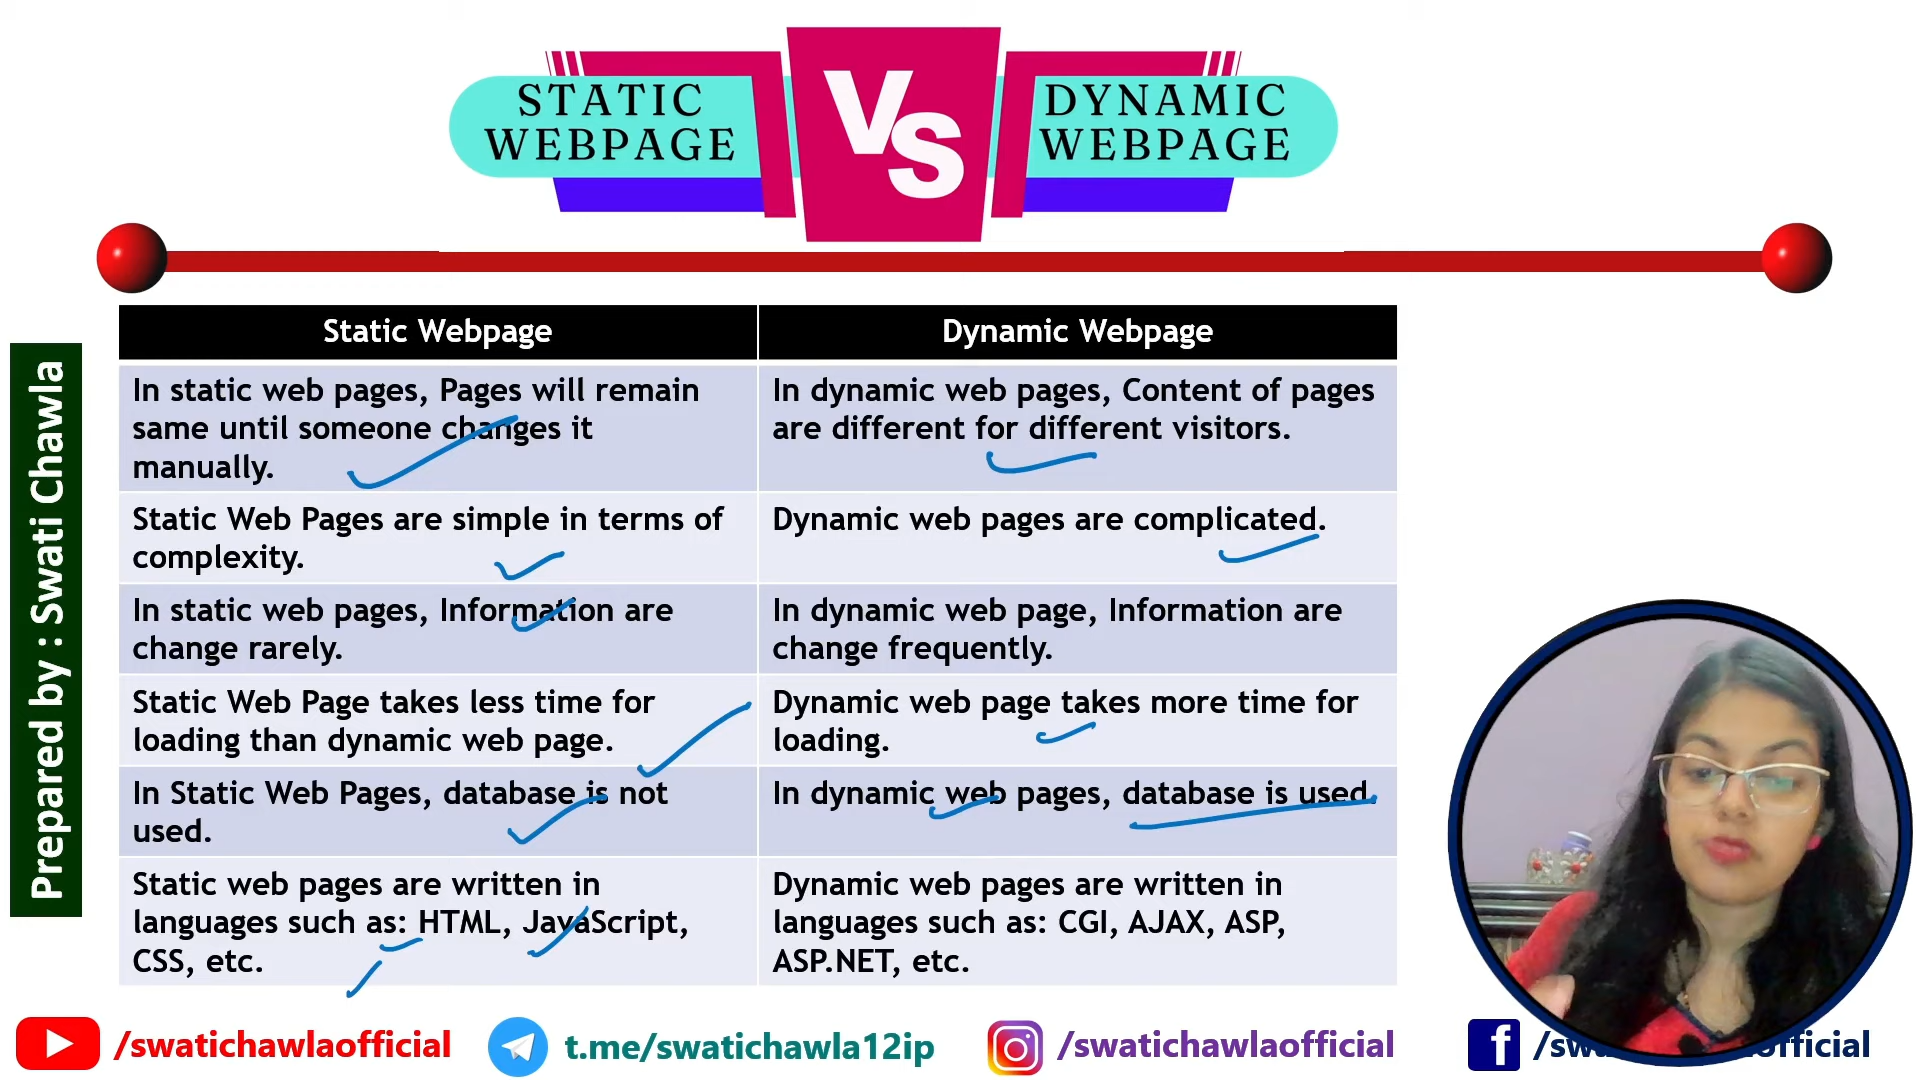 STATIC
WEBPAGE
VS
DYNAMIC
WEBPAGE
Prepared by : Swati Chawla
Static Webpage
Dynamic Webpage
In static web pages, Pages will remain
same until someone changes it
manually.
In dynamic web pages, Content of pages
are different for different visitors.
Static Web Pages are simple in terms of
complexity.
Dynamic web pages are complicated.
In static web pages, Information are
change rarely.
In dynamic web page, Information are
change frequently.
Static Web Page takes less time for
loading than dynamic web page.
Dynamic web page takes more time for
loading.
In Static Web Pages, database is not
used.
In dynamic web pages, database is used.
Static web pages are written in
languages such as: HTML, JavaScript,
CSS, etc.
Dynamic web pages are written in
languages such as: CGI, AJAX, ASP,
ASP.NET, etc.
/swatichawlaofficial
t.me/swatichawla12ip
/swatichawlaofficial